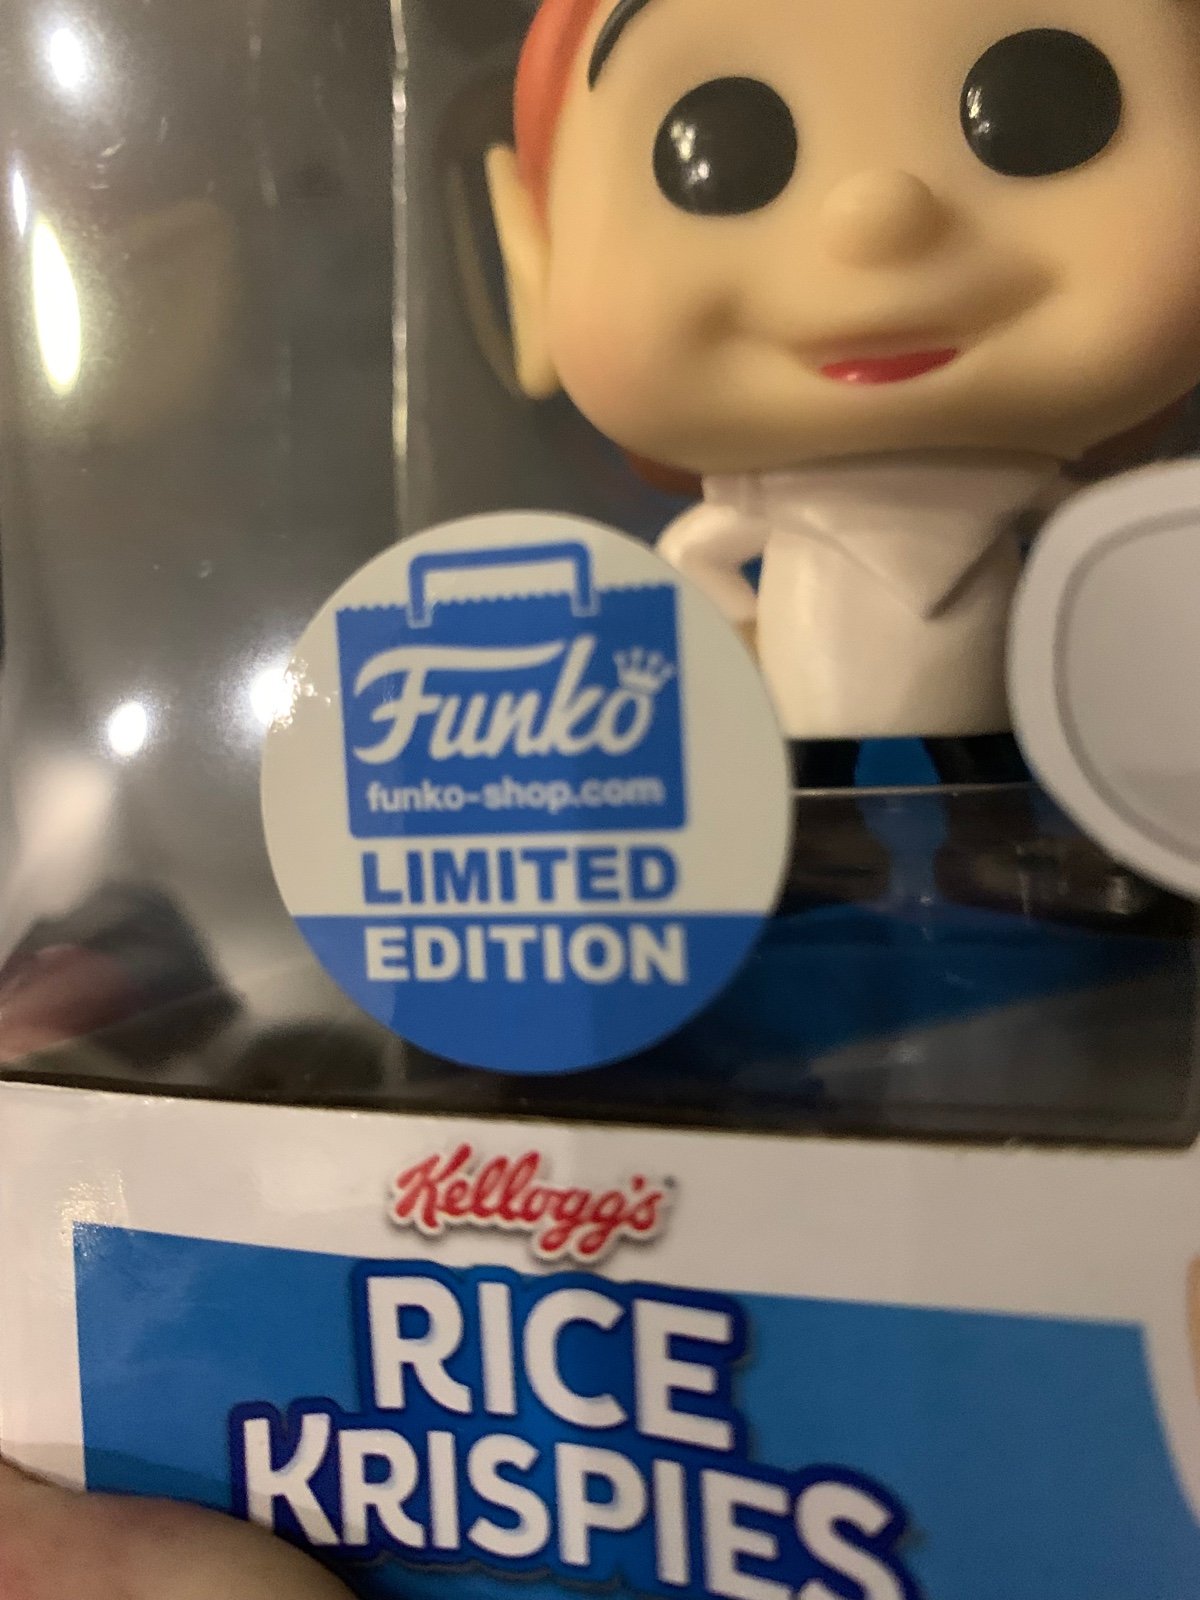 Funko
funko-shop.com
LIMITED
EDITION
Kellogg's
RICE
KRISPIES